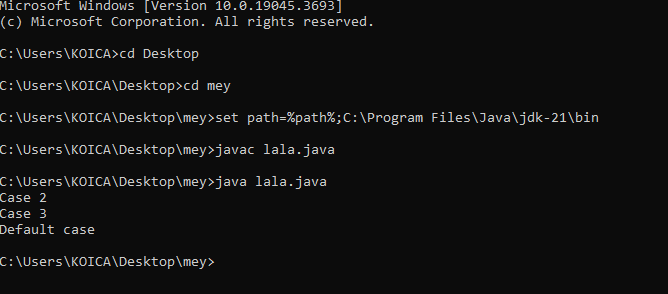 Microsoft Windows [Version 10.0.19045.3693]
(c) Microsoft Corporation. All rights reserved.
C:\Users\KOICA>cd Desktop
C:\Users\KOICA\Desktop>cd mey
C:\Users\KOICA\Desktop\mey>set path=%path%;C:\Program Files\Java\jdk-21\bin
C:\Users\KOICA\Desktop\mey>javac lala.java
C:\Users\KOICA\Desktop\mey>java lala.java
Case 2
Case 3
Default case
C:\Users\KOICA\Desktop\mey>